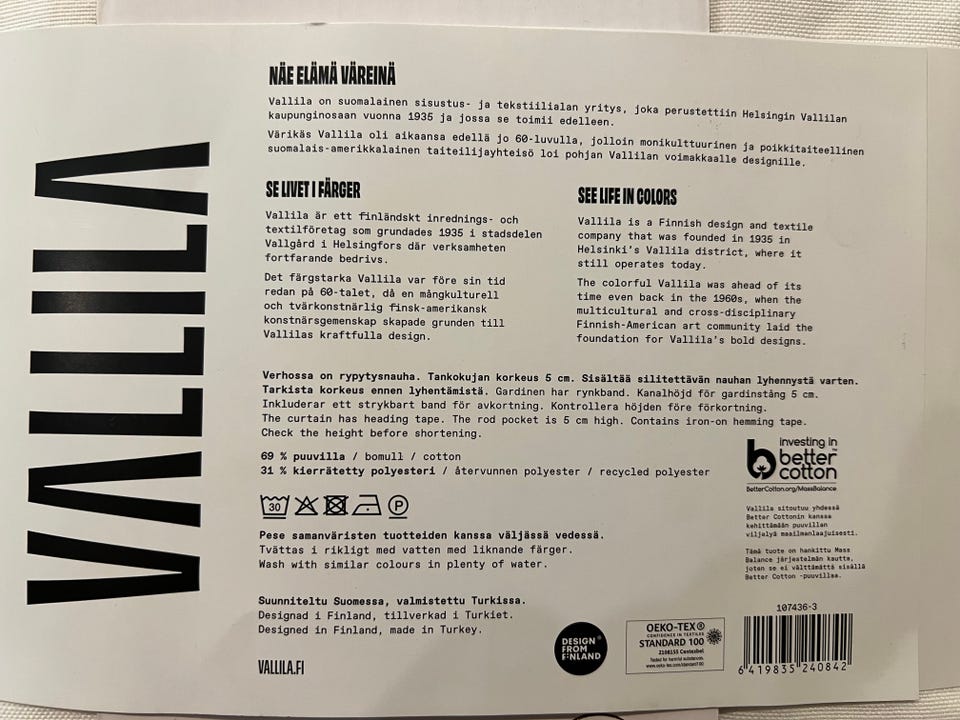 VALLILA
NÄE ELÄMÄ VÄREINÄ
Vallila on suomalainen sisustus- ja tekstiilialan yritys, joka perustettiin Helsingin Vallilan
kaupunginosaan vuonna 1935 ja jossa se toimii edelleen.
Värikäs Vallila oli aikaansa edellä jo 60-luvulla, jolloin monikulttuurinen ja poikkitaiteellinen
suomalais-amerikkalainen taiteilijayhteisö loi pohjan Vallilan voimakkaalle designille.
SE LIVET I FÄRGER
Vallila är ett finländskt inrednings- och
textilföretag som grundades 1935 i stadsdelen
Vallgård i Helsingfors där verksamheten
fortfarande bedrivs.
Det färgstarka Vallila var före sin tid
redan på 60-talet, då en mångkulturell
och tvärkonstnärlig finsk-amerikansk
konstnärsgemenskap skapade grunden till
Vallilas kraftfulla design.
SEE LIFE IN COLORS
Vallila is a Finnish design and textile
company that was founded in 1935 in
Helsinki's Vallila district, where it
still operates today.
The colorful Vallila was ahead of its
time even back in the 1960s, when the
multicultural and cross-disciplinary
Finnish-American art community laid the
foundation for Vallila's bold designs.
Verhossa on rypytysnauha. Tankokujan korkeus 5 cm. Sisältää silitettävän nauhan lyhennystä varten.
Tarkista korkeus ennen lyhentämistä. Gardinen har rynkband. Kanalhöjd för gardinstång 5 cm.
Inkluderar ett strykbart band för avkortning. Kontrollera höjden före förkortning.
The curtain has heading tape. The rod pocket is 5 cm high. Contains iron-on hemming tape.
Check the height before shortening.
69 % puuvilla / bomull / cotton
31 % kierrätetty polyesteri / återvunnen polyester / recycled polyester
30 P
Pese samanväristen tuotteiden kanssa väljässä vedessä.
Tvättas i rikligt med vatten med liknande färger.
Wash with similar colours in plenty of water.
Suunniteltu Suomessa, valmistettu Turkissa.
Designad i Finland, tillverkad i Turkiet.
Designed in Finland, made in Turkey.
VALLILA.FI
investing in
better
cotton™
BetterCotton.org/MassBalance
Vallila sitoutuu yhdessä
Better Cottonin kanssa
kehittämään puuvillan
viljelyä maailmanlaajuisesti.
Tämä tuote on hankittu Mass
Balance järjestelmän kautta,
joten se ei välttämättä sisällä
Better Cotton -puuvillaa.
DESIGN®
FROM
FINLAND
OEKO-TEX®
CONFIDENCE IN TEXTILES
STANDARD 100
2108155 Centexbel
Tested for harmful substances.
www.oeko-tex.com/standard100
107436-3
6 419835 240842